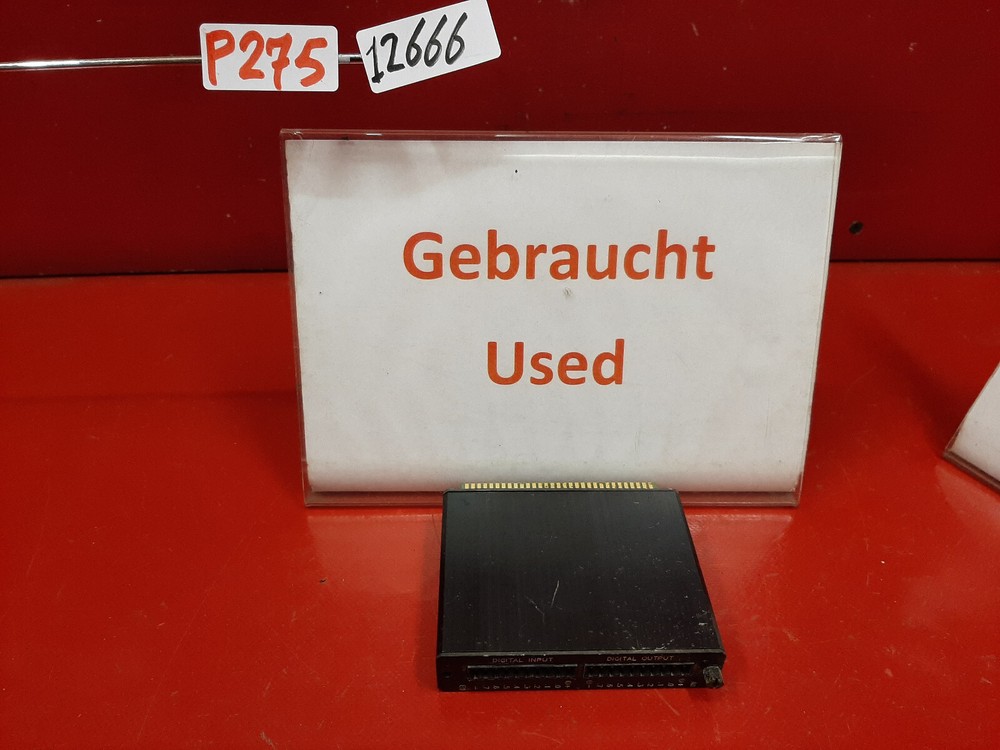 P275
12666
Gebraucht
Used
DIGITAL INPUT
DIGITAL OUTPUT